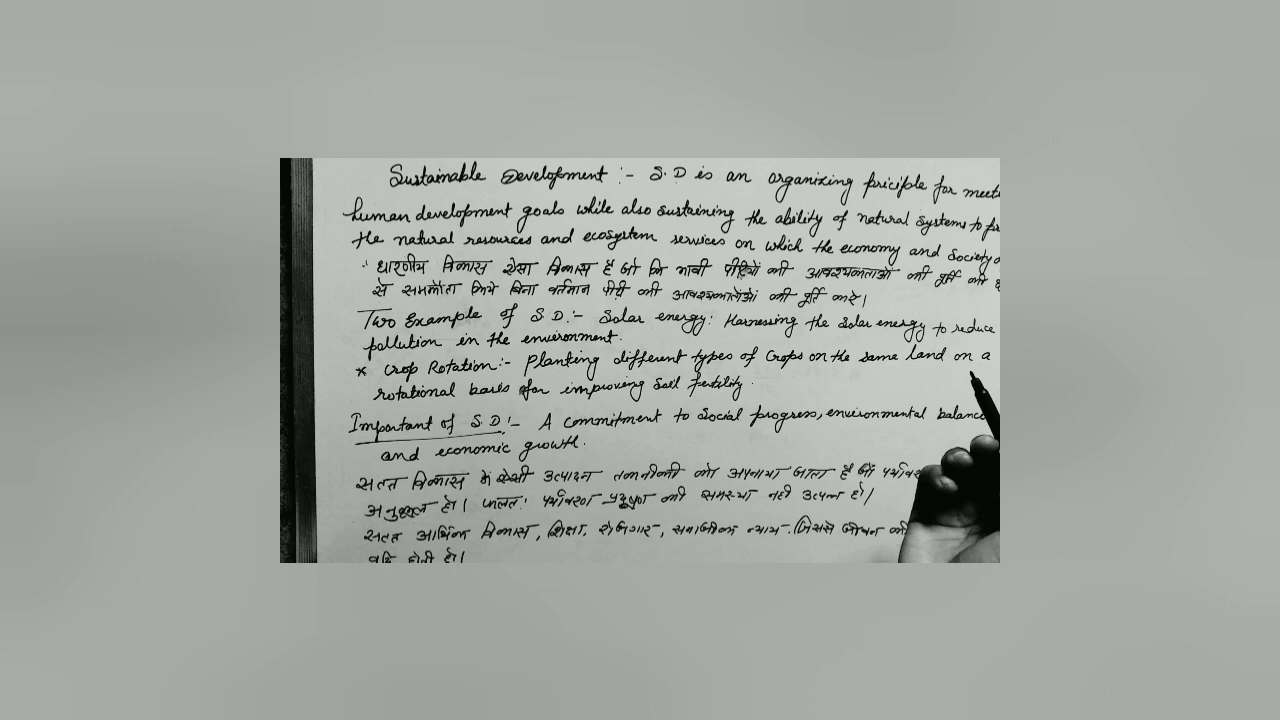 Sustainable Development :- S.D is an organizing priciple for
human development goals while also sustaining the ability of natural systems to
the natural resources and ecosystem services on which the economy and Society
धारणीय विकास ऐसा विकास है जो कि भावी पीढ़ियों की आवश्यकताओं की पूर्ति
से समझौता किये बिना वर्तमान पीढ़ी की आवश्यकताओं की पूर्ति करे।
Two Example of S.D:- Solar energy: Harnessing the Solar energy to reduce
pollution in the environment.
* Crop Rotation:- Planting different types of Crops on the same land on a
rotational basis for improving Soil fertility.
Important of S.D:- A commitment to Social progress, environmental balance
and economic growth.
सतत विकास में ऐसी उत्पादन तकनीकी को अपनाया जाता है जो
अनुकूल हो। फलतः पर्यावरण प्रदूषण की समस्या नही उत्पन्न हो।
सतत आर्थिक विकास, शिक्षा, रोजगार, समाजीक न्याय. जिससे जीवन की
होती हो।